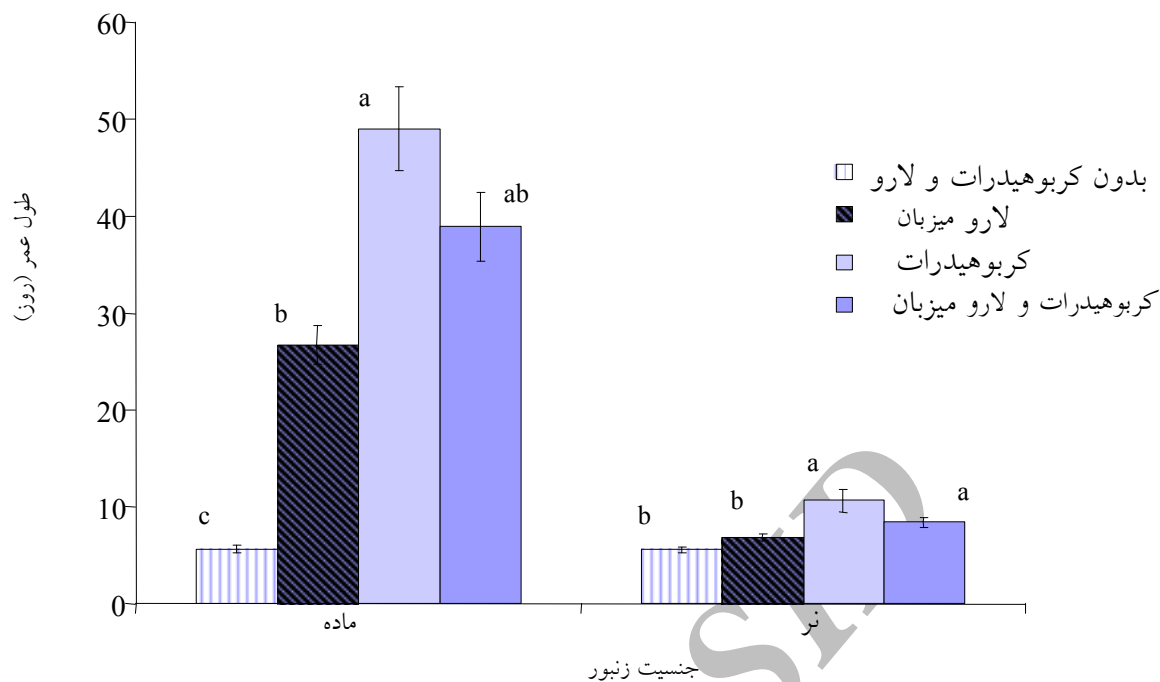 60
50
40
30
20
10
0
طول عمر (روز)
a
ab
b
c
a
a
b
b
بدون کربوهیدرات و لارو
لارو میزبان
کربوهیدرات
کربوهیدرات و لارو میزبان
ماده
نر
جنسیت زنبور
SID